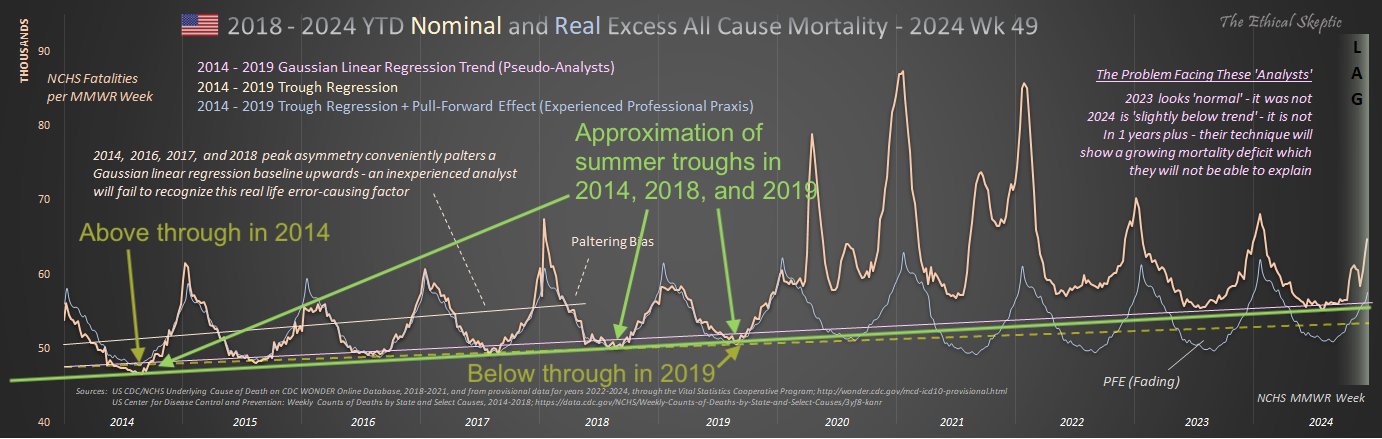 2018 - 2024 YTD Nominal and Real Excess All Cause Mortality - 2024 Wk 49
The Ethical Skeptic
THOUSANDS
90
80
70
60
50
40
NCHS Fatalities
per MMWR Week
2014 - 2019 Gaussian Linear Regression Trend (Pseudo-Analysts)
2014 - 2019 Trough Regression
2014 - 2019 Trough Regression + Pull-Forward Effect (Experienced Professional Praxis)
2014, 2016, 2017, and 2018 peak asymmetry conveniently palters a
Gaussian linear regression baseline upwards - an inexperienced analyst
will fail to recognize this real life error-causing factor
Above through in 2014
Approximation of
summer troughs in
2014, 2018, and 2019
Paltering Bias
Below through in 2019
The Problem Facing These 'Analysts'
2023 looks 'normal' - it was not
2024 is 'slightly below trend' - it is not
In 1 years plus - their technique will
show a growing mortality deficit which
they will not be able to explain
L
A
G
PFE (Fading)
NCHS MMWR Week
Sources: US CDC/NCHS Underlying Cause of Death on CDC WONDER Online Database, 2018-2021, and from provisional data for years 2022-2024, through the Vital Statistics Cooperative Program; http://wonder.cdc.gov/mcd-icd10-provisional.html
US Center for Disease Control and Prevention: Weekly Counts of Deaths by State and Select Causes, 2014-2018; https://data.cdc.gov/NCHS/Weekly-Counts-of-Deaths-by-State-and-Select-Causes/3yf8-kanr
2014 2015 2016 2017 2018 2019 2020 2021 2022 2023 2024